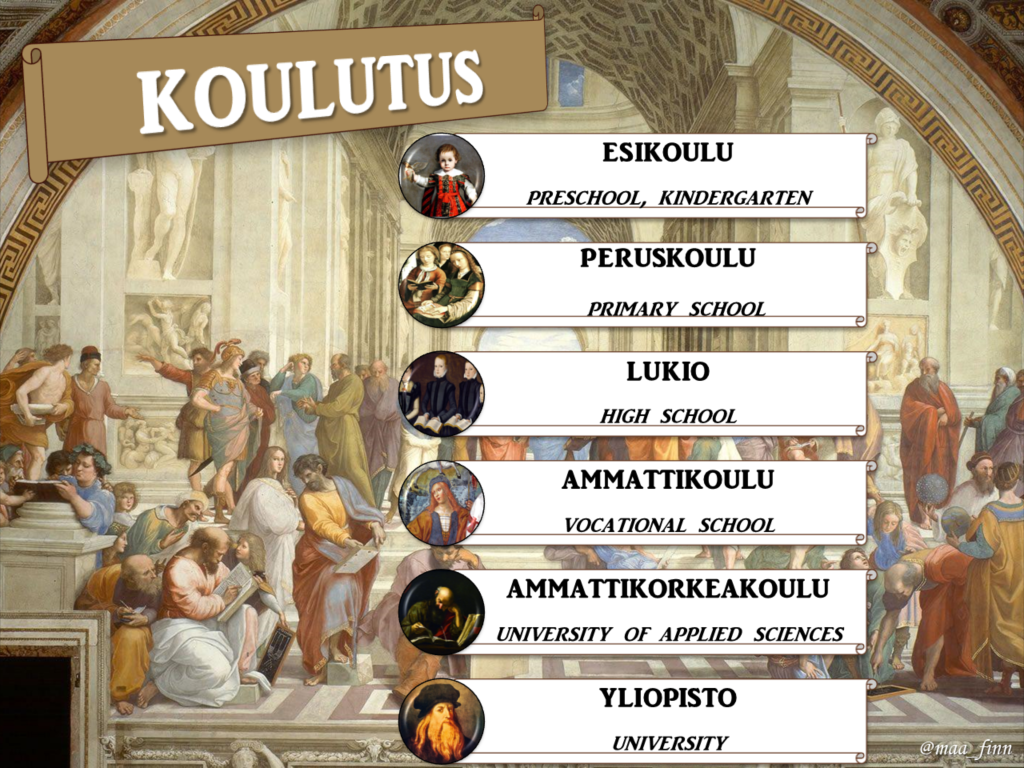 KOULUTUS
ESIKOULU
PRESCHOOL, KINDERGARTEN
PERUSKOULU
PRIMARY SCHOOL
LUKIO
HIGH SCHOOL
AMMATTIKOULU
VOCATIONAL SCHOOL
AMMATTIKORKEAKOULU
UNIVERSITY OF APPLIED SCIENCES
YLIOPISTO
UNIVERSITY
@maa_finn